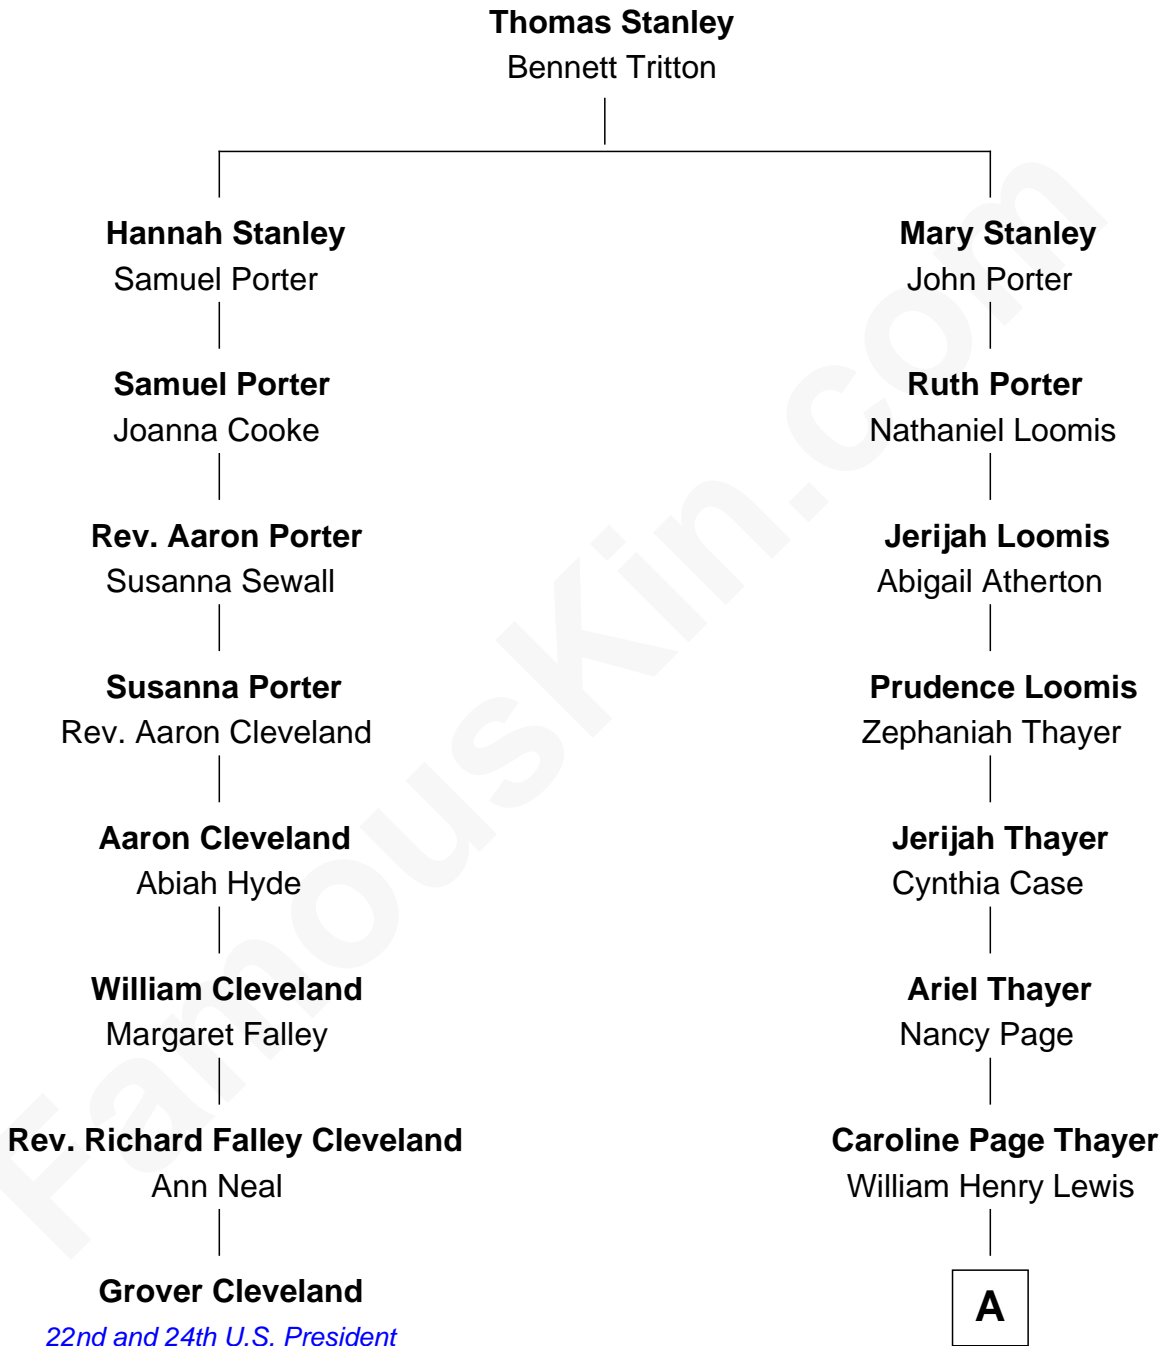 Thomas Stanley
Bennett Tritton
Hannah Stanley
Samuel Porter
Mary Stanley
John Porter
Samuel Porter
Joanna Cooke
Ruth Porter
Nathaniel Loomis
Rev. Aaron Porter
Susanna Sewall
Jerijah Loomis
Abigail Atherton
Susanna Porter
Rev. Aaron Cleveland
Prudence Loomis
Zephaniah Thayer
Aaron Cleveland
Abiah Hyde
Jerijah Thayer
Cynthia Case
William Cleveland
Margaret Falley
Ariel Thayer
Nancy Page
Rev. Richard Falley Cleveland
Ann Neal
Caroline Page Thayer
William Henry Lewis
Grover Cleveland
22nd and 24th U.S. President
A
FamousKin.com